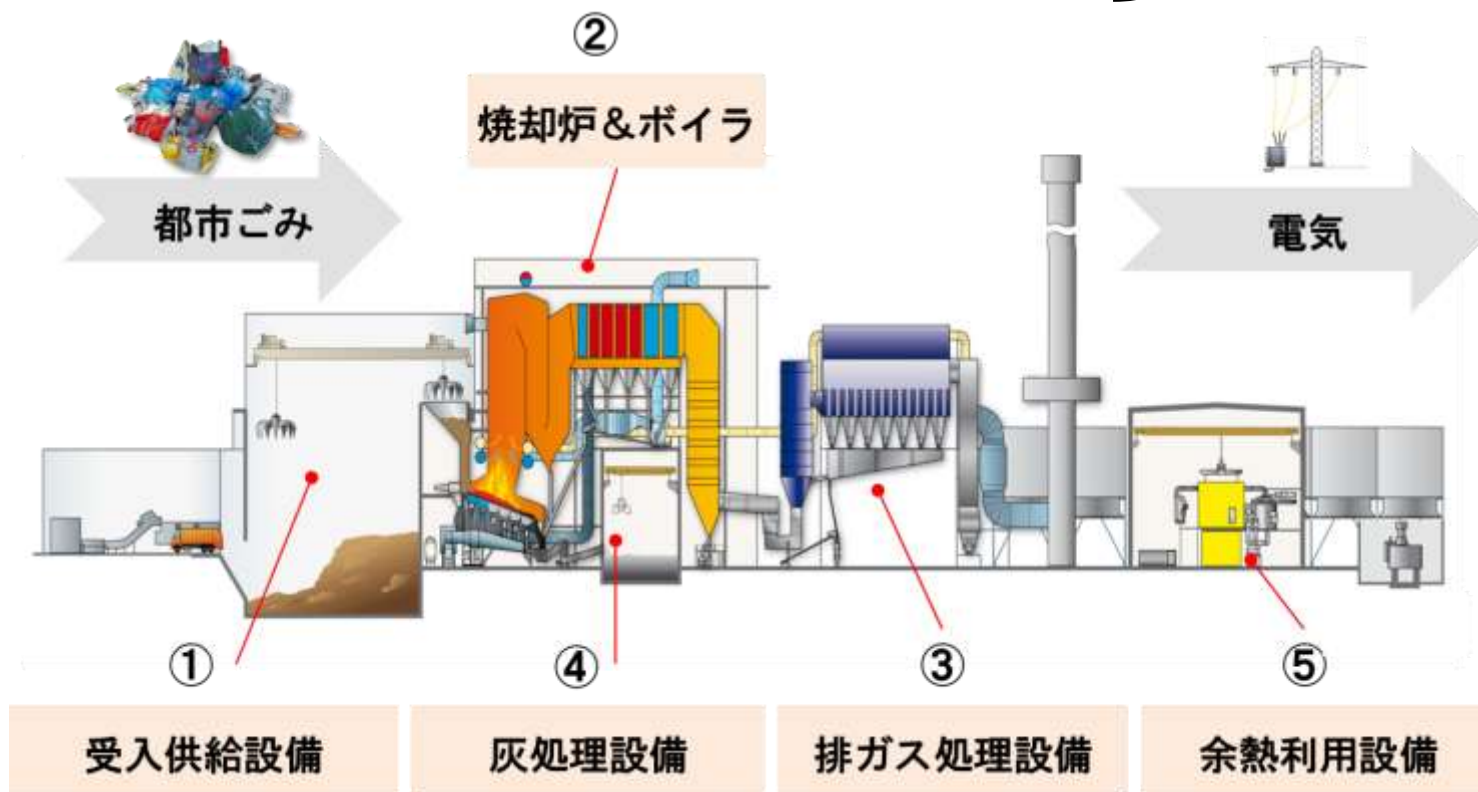 ②
焼却炉＆ボイラ
都市ごみ
電気
①
④
③
⑤
受入供給設備
灰処理設備
排ガス処理設備
余熱利用設備